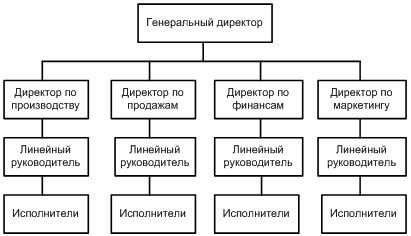 Генеральный директор
Директор по
производству
Директор по
продажам
Директор по
финансам
Директор по
маркетингу
Линейный
руководитель
Линейный
руководитель
Линейный
руководитель
Линейный
руководитель
Исполнители
Исполнители
Исполнители
Исполнители